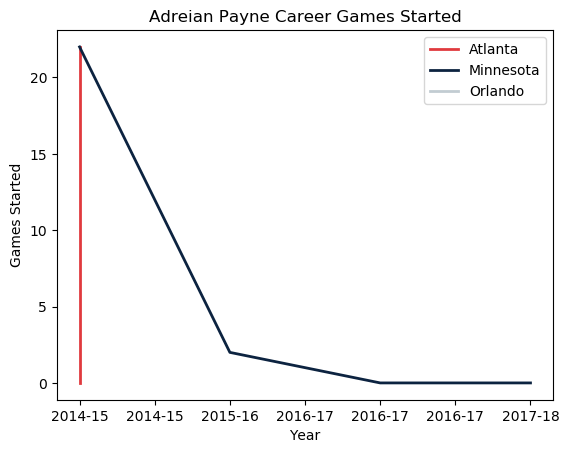 Adreian Payne Career Games Started
Atlanta
Minnesota
Orlando
Games Started
20
15
10
5
0
2014-15 2014-15 2015-16 2016-17 2016-17 2016-17 2017-18
Year